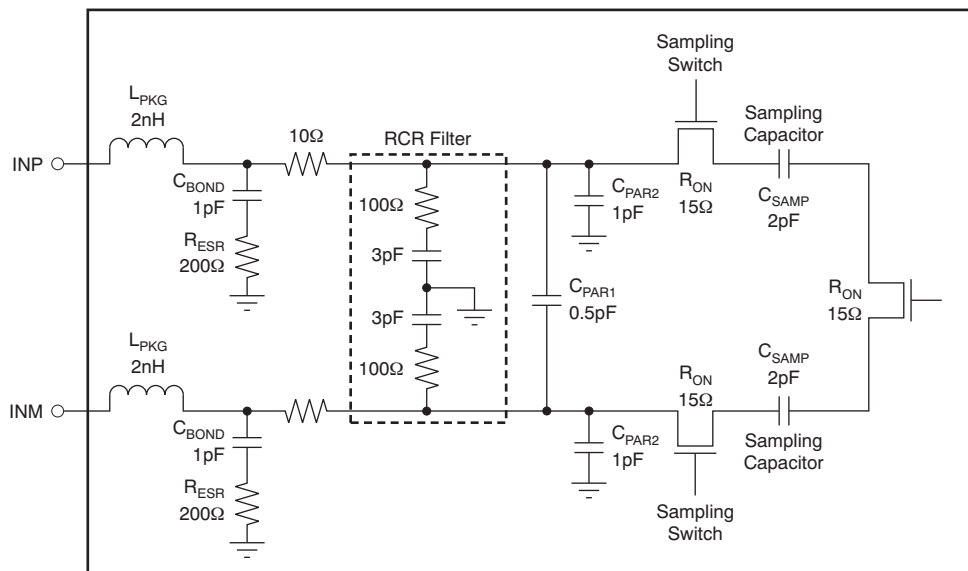 Sampling
Switch
L_PKG
2nH
Sampling
Capacitor
10Ω
RCR Filter
INP
C_BOND
1pF
100Ω
C_PAR2
1pF
R_ON
15Ω
C_SAMP
2pF
R_ESR
200Ω
3pF
C_PAR1
0.5pF
R_ON
15Ω
3pF
L_PKG
2nH
100Ω
R_ON
15Ω
C_SAMP
2pF
INM
C_BOND
1pF
C_PAR2
1pF
Sampling
Capacitor
R_ESR
200Ω
Sampling
Switch